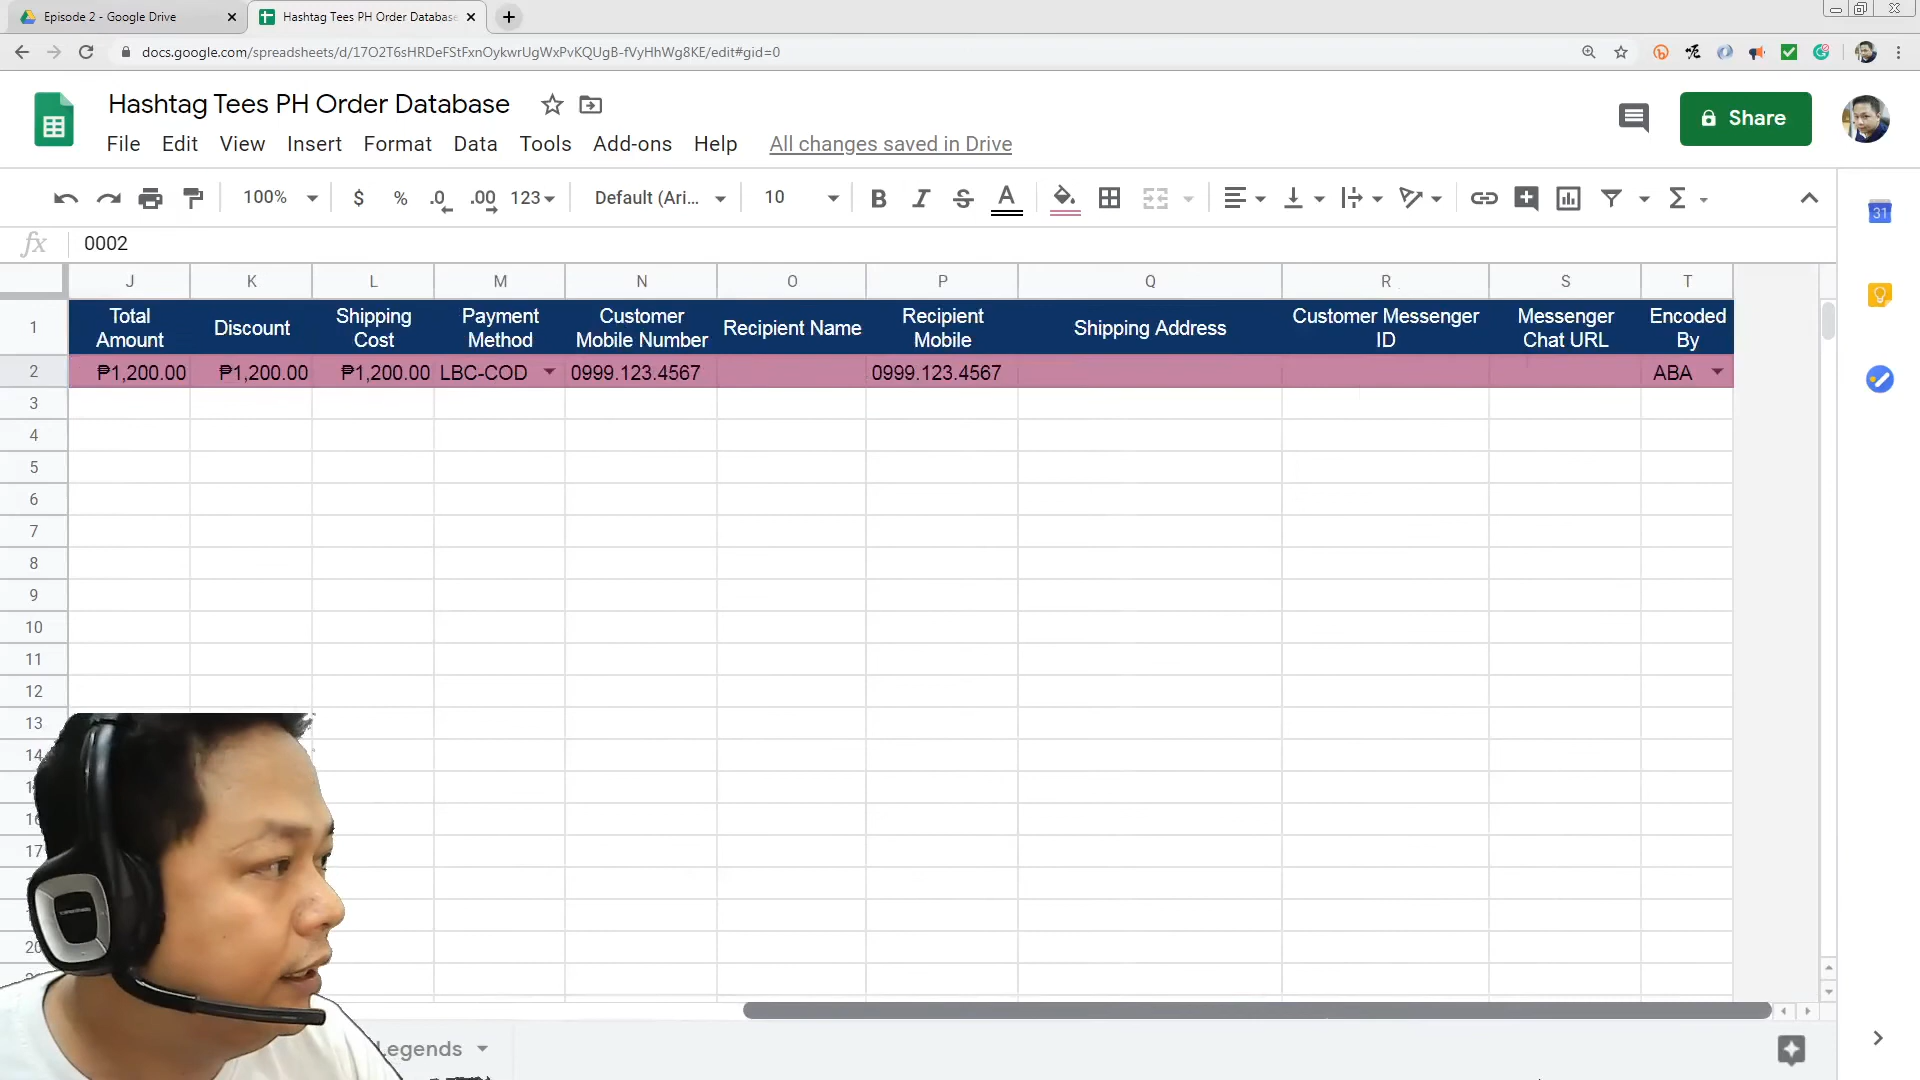 Episode 2 - Google Drive
Hashtag Tees PH Order Database
docs.google.com/spreadsheets/d/17O2T6sHRDeFStFxnOykwrUgWxPvKQUgB-fVyHhWg8KE/edit#gid=0
Hashtag Tees PH Order Database
Share
File Edit View Insert Format Data Tools Add-ons Help All changes saved in Drive
100% $ % .0 .00 123 Default (Ari... 10 B I S A Σ
31
fx 0002
J K L M N O P Q R S T
1 Total Amount Discount Shipping Cost Payment Method Customer Mobile Number Recipient Name Recipient Mobile Shipping Address Customer Messenger ID Messenger Chat URL Encoded By
2 ₱1,200.00 ₱1,200.00 ₱1,200.00 LBC-COD 0999.123.4567 0999.123.4567 ABA
3
4
5
6
7
8
9
10
11
12
13
14
17
20
Legends